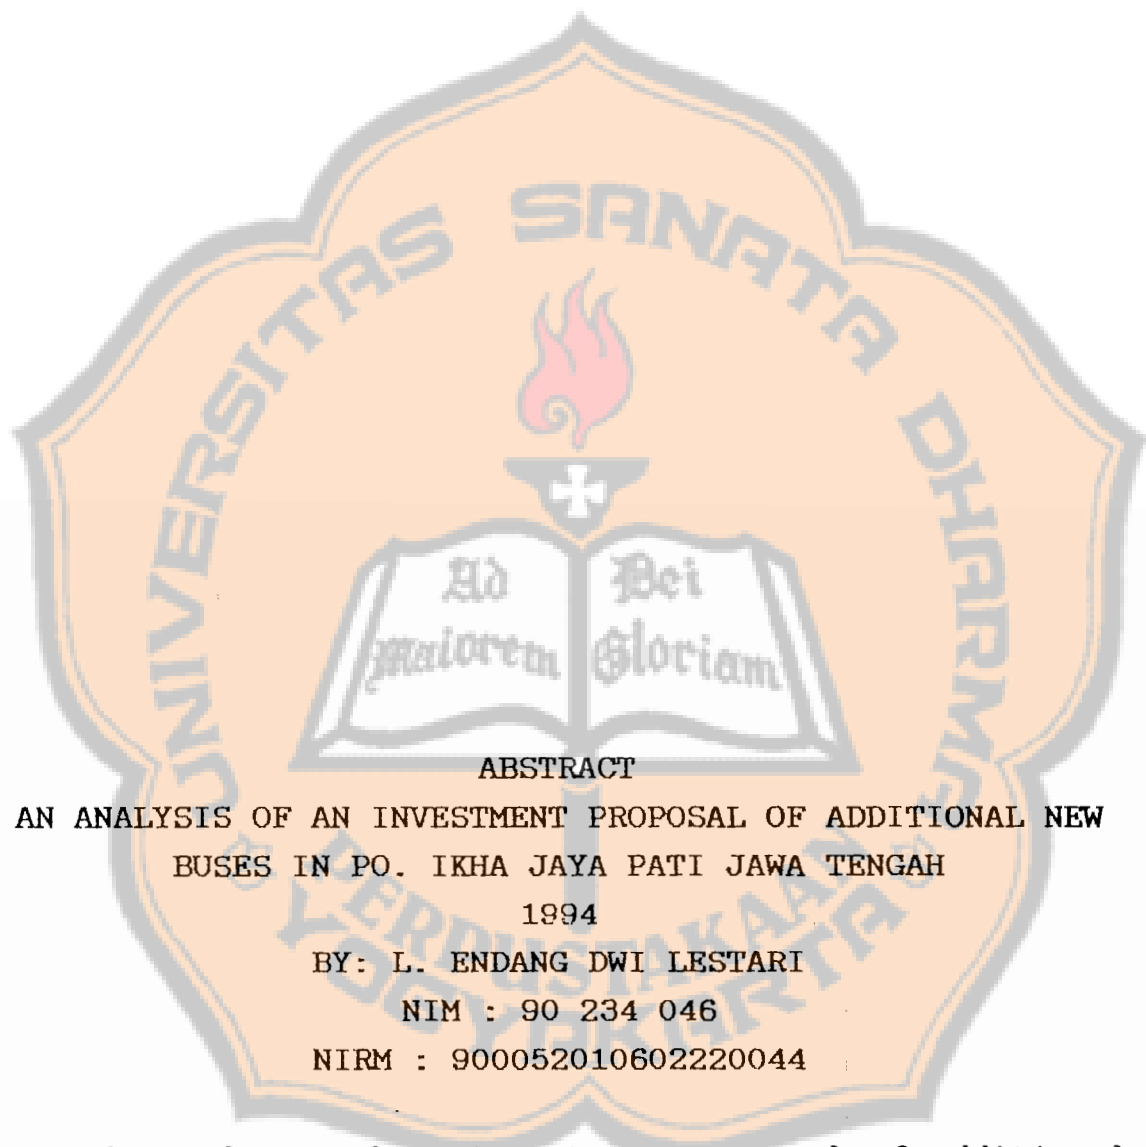 UNIVERSITAS SANATA DHARMA
Ad Dei
maiorem Gloriam
ABSTRACT
AN ANALYSIS OF AN INVESTMENT PROPOSAL OF ADDITIONAL NEW
BUSES IN PO. IKHA JAYA PATI JAWA TENGAH
1994
BY: L. ENDANG DWI LESTARI
NIM : 90 234 046
NIRM : 900052010602220044
PERPUSTAKAAN
YOGYAKARTA